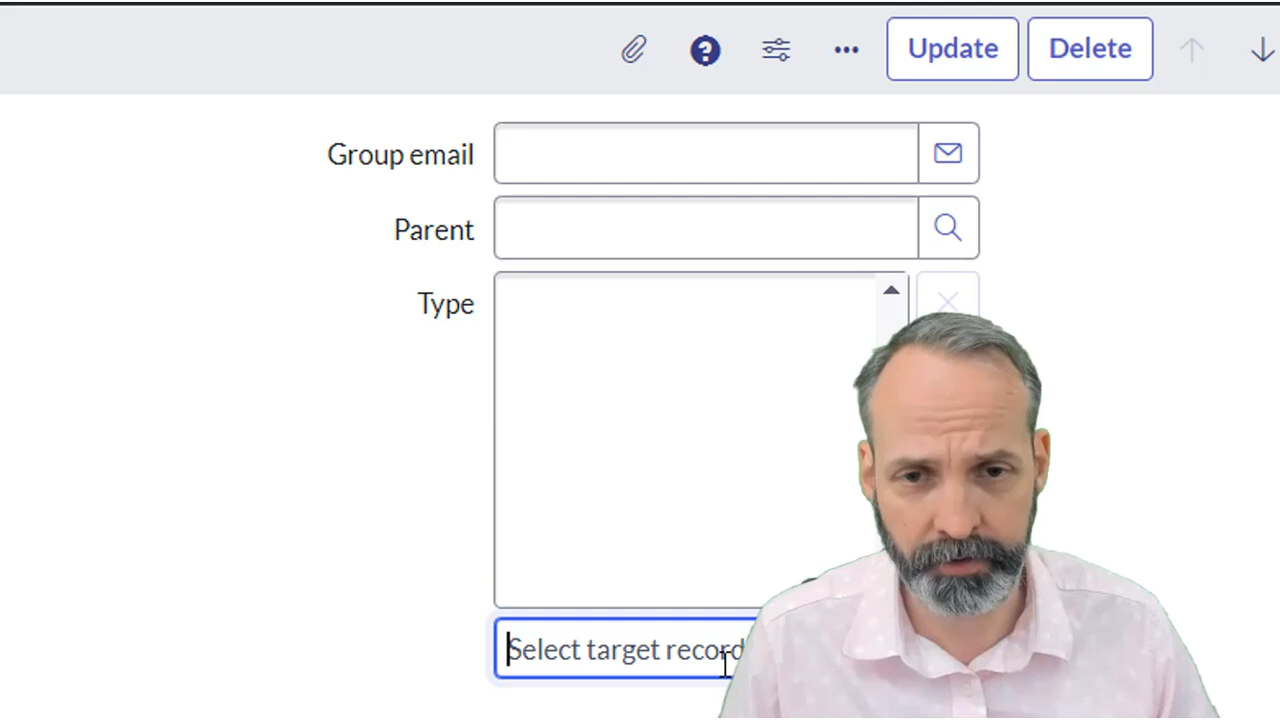 Update
Delete
Group email
Parent
Type
Select target record